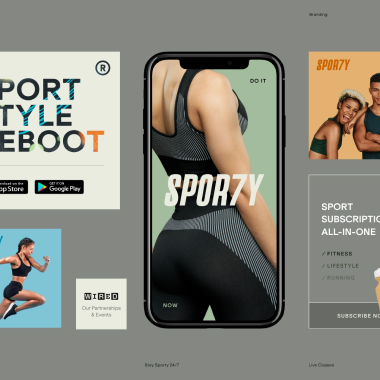 Branding
®
PORT
TYLE
EBOOT
Download on the
App Store
GET IT ON
Google Play
DO IT
SPOR7Y
NOW
SPOR7Y
SPORT
SUBSCRIPTIO
ALL-IN-ONE
/ FITNESS
/ LIFESTYLE
/ RUNNING
SUBSCRIBE NO
Y
WIRED
Our Partnerships
& Events
Stay Sporty 24/7
Live Classes